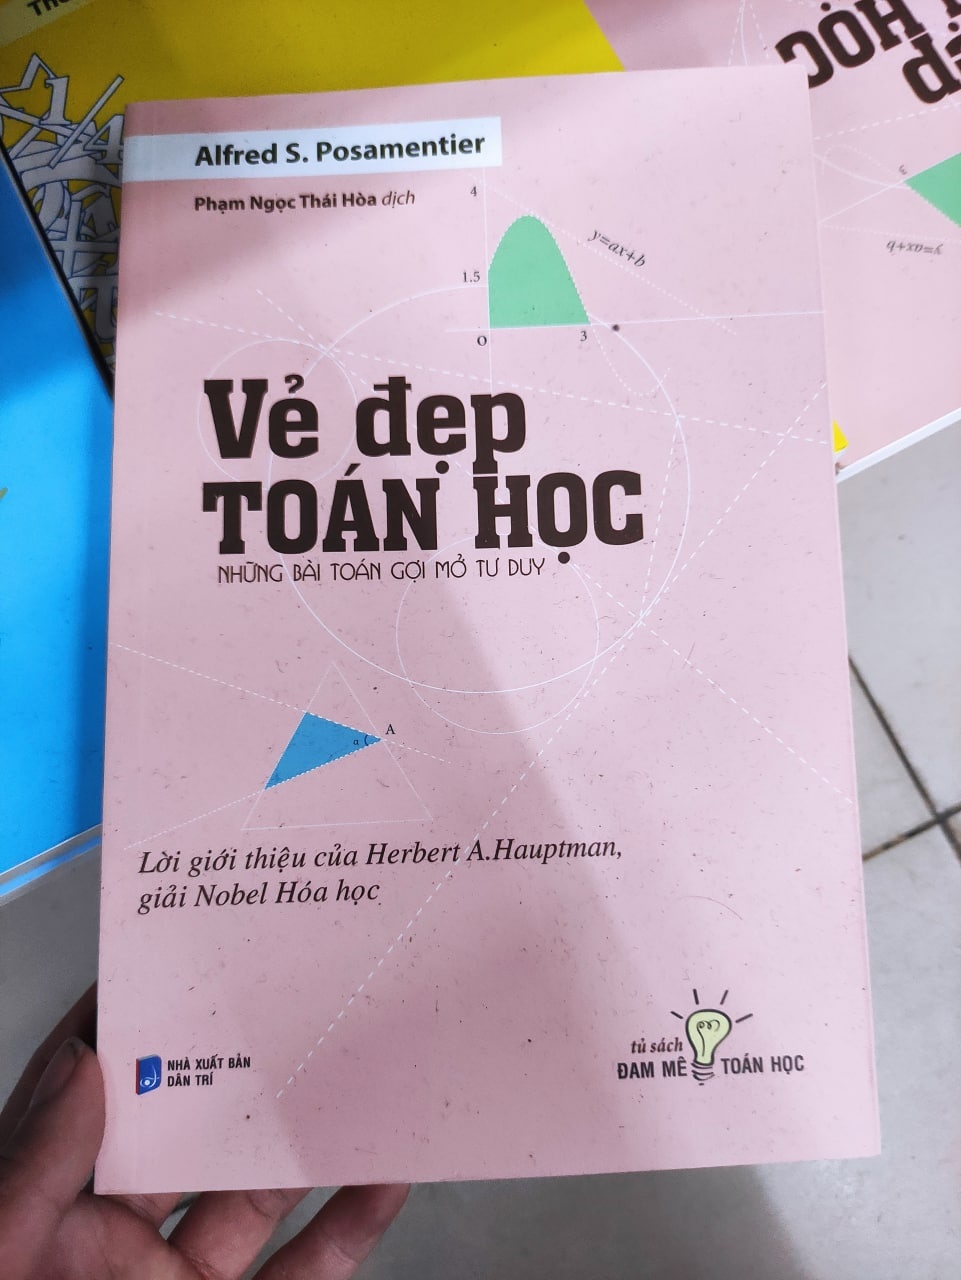 Alfred S. Posamentier
Phạm Ngọc Thái Hòa dịch
4
y=ax+b
1.5
O
3
Vẻ đẹp
TOÁN HỌC
NHỮNG BÀI TOÁN GỢI MỞ TƯ DUY
A
α
Lời giới thiệu của Herbert A.Hauptman,
giải Nobel Hóa học
NHÀ XUẤT BẢN
DÂN TRÍ
tủ sách
ĐAM MÊ TOÁN HỌC
y=ax+b
3